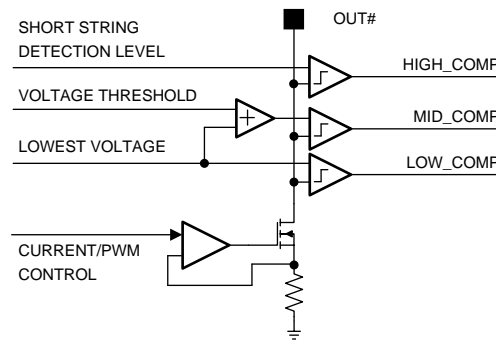 SHORT STRING
DETECTION LEVEL
OUT#
HIGH_COMP
VOLTAGE THRESHOLD
MID_COMP
LOWEST VOLTAGE
LOW_COMP
CURRENT/PWM
CONTROL